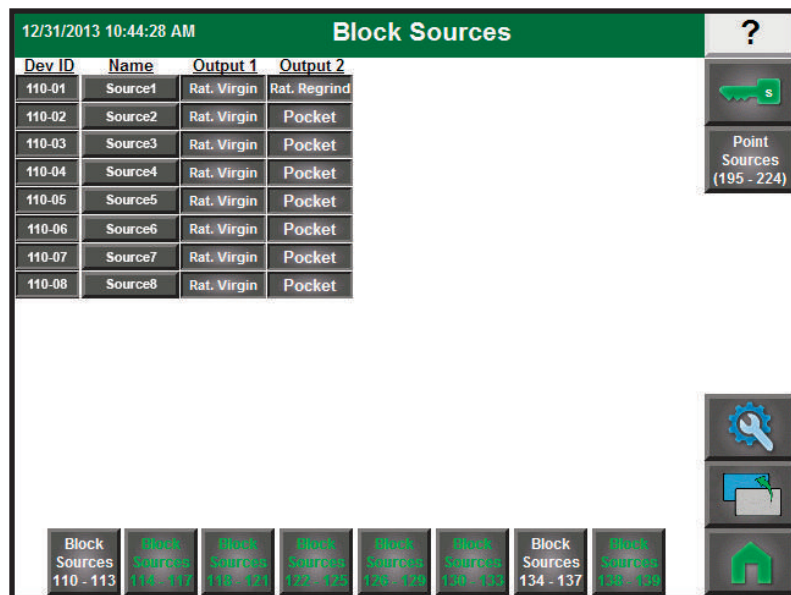 12/31/2013 10:44:28 AM Block Sources ?
Dev ID Name Output 1 Output 2
110-01 Source1 Rat. Virgin Rat. Regrind
110-02 Source2 Rat. Virgin Pocket
110-03 Source3 Rat. Virgin Pocket
110-04 Source4 Rat. Virgin Pocket
110-05 Source5 Rat. Virgin Pocket
110-06 Source6 Rat. Virgin Pocket
110-07 Source7 Rat. Virgin Pocket
110-08 Source8 Rat. Virgin Pocket
s
Point
Sources
(195 - 224)
Block
Sources
110 - 113
Block
Sources
114 - 117
Block
Sources
118 - 121
Block
Sources
122 - 125
Block
Sources
126 - 129
Block
Sources
130 - 133
Block
Sources
134 - 137
Block
Sources
138 - 139